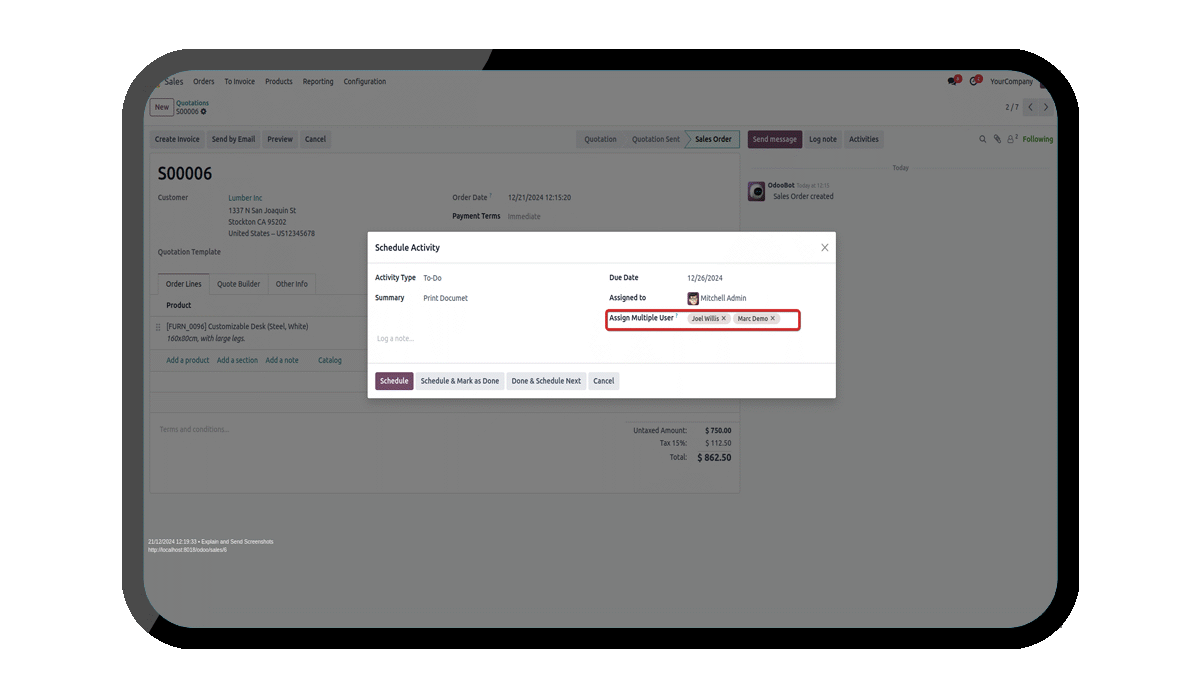 Sales Orders To Invoice Products Reporting Configuration
YourCompany
New
Quotations
S00006
2 / 7
Create Invoice Send by Email Preview Cancel
Quotation Quotation Sent Sales Order
Send message Log note Activities
2 Following
S00006
Today
Customer
Lumber Inc
1337 N San Joaquin St
Stockton CA 95202
United States – US12345678
Order Date ? 12/21/2024 12:15:20
Payment Terms Immediate
OdooBot Today at 12:15
Sales Order created
Quotation Template
Order Lines Quote Builder Other Info
Product
[FURN_0096] Customizable Desk (Steel, White)
160x80cm, with large legs.
Add a product Add a section Add a note Catalog
Schedule Activity
Activity Type To-Do
Due Date 12/26/2024
Summary Print Documet
Assigned to Mitchell Admin
Assign Multiple User ? Joel Willis × Marc Demo ×
Log a note...
Schedule Schedule & Mark as Done Done & Schedule Next Cancel
Terms and conditions...
Untaxed Amount: $ 750.00
Tax 15%: $ 112.50
Total: $ 862.50
21/12/2024 12:19:33 • Explain and Send Screenshots
http://localhost:8018/odoo/sales/6